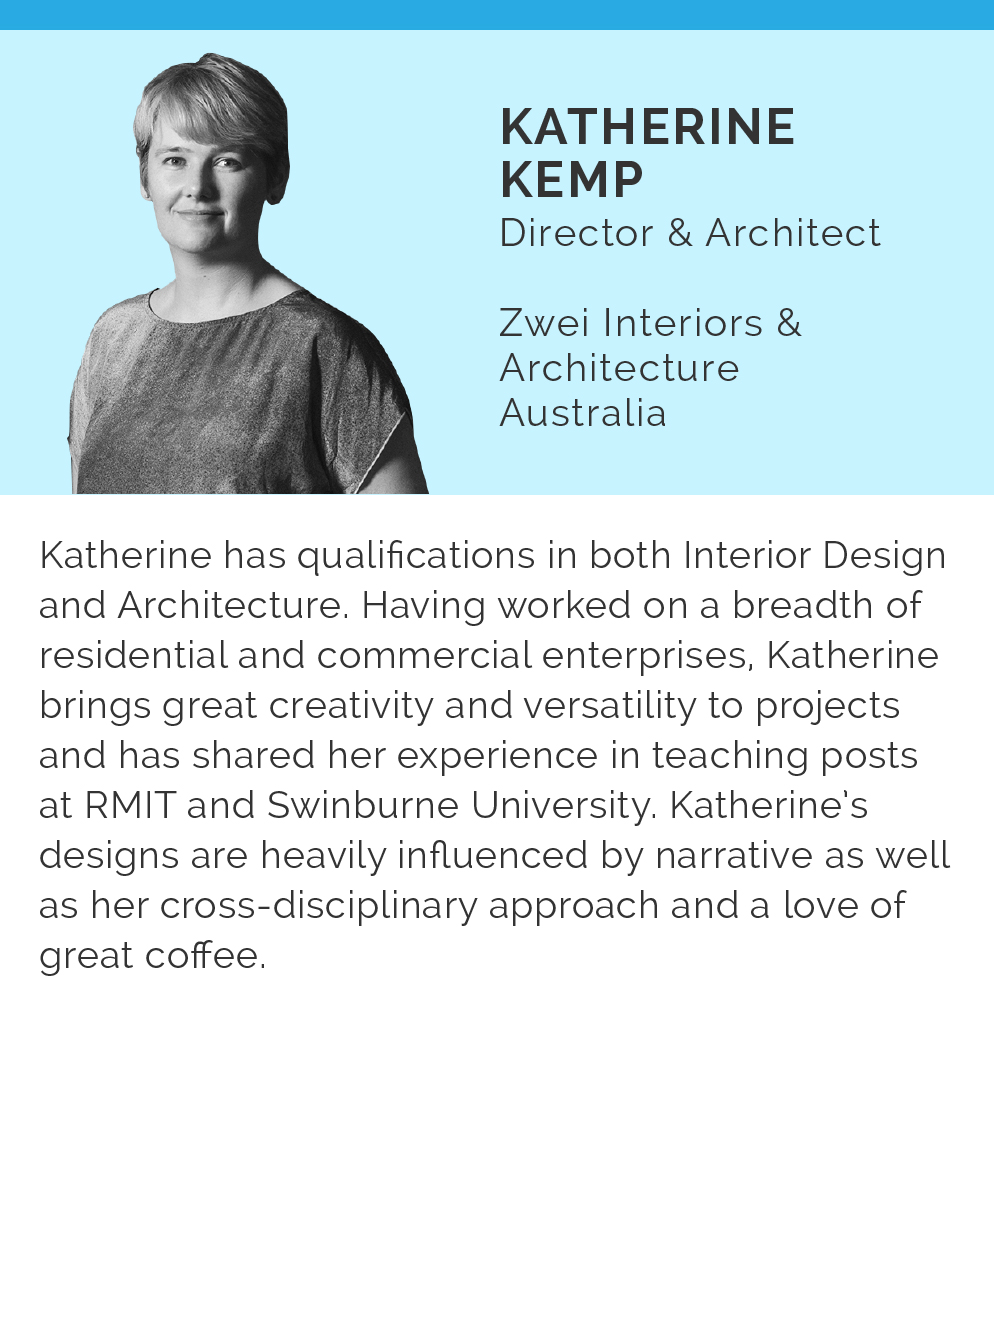 KATHERINE
KEMP
Director & Architect
Zwei Interiors &
Architecture
Australia
Katherine has qualifications in both Interior Design
and Architecture. Having worked on a breadth of
residential and commercial enterprises, Katherine
brings great creativity and versatility to projects
and has shared her experience in teaching posts
at RMIT and Swinburne University. Katherine’s
designs are heavily influenced by narrative as well
as her cross-disciplinary approach and a love of
great coffee.